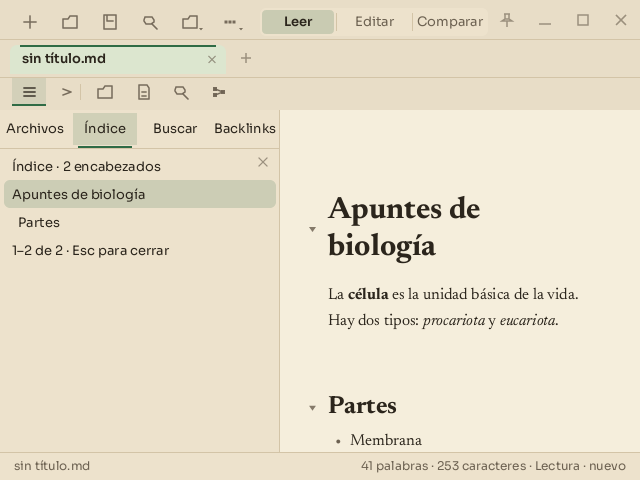 Leer Editar Comparar
sin título.md
Archivos Índice Buscar Backlinks
Índice · 2 encabezados
Apuntes de biología
Partes
1–2 de 2 · Esc para cerrar
Apuntes de
biología
La célula es la unidad básica de la vida.
Hay dos tipos: procariota y eucariota.
Partes
• Membrana
sin título.md 41 palabras · 253 caracteres · Lectura · nuevo